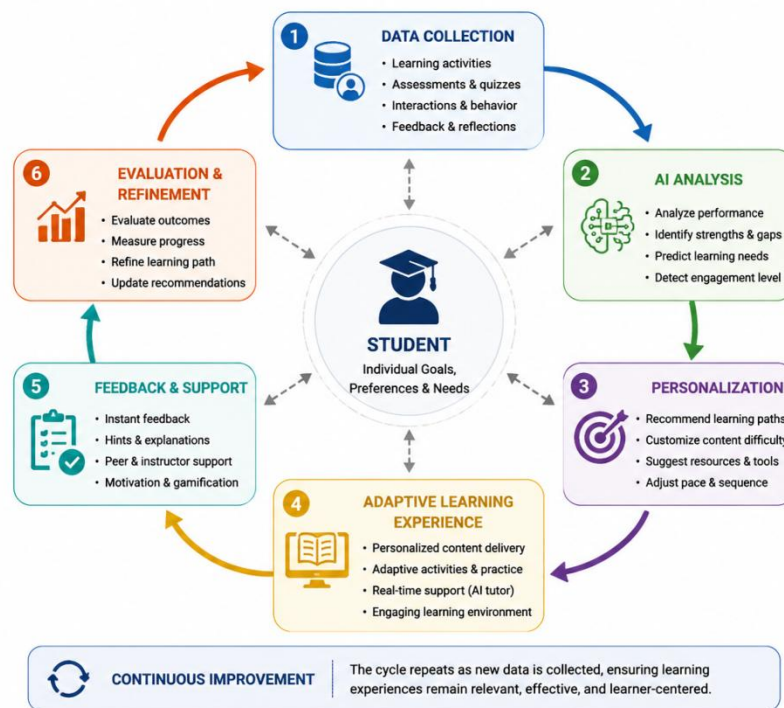 1
DATA COLLECTION
• Learning activities
• Assessments & quizzes
• Interactions & behavior
• Feedback & reflections
2
AI ANALYSIS
• Analyze performance
• Identify strengths & gaps
• Predict learning needs
• Detect engagement level
3
PERSONALIZATION
• Recommend learning paths
• Customize content difficulty
• Suggest resources & tools
• Adjust pace & sequence
4
ADAPTIVE LEARNING
EXPERIENCE
• Personalized content delivery
• Adaptive activities & practice
• Real-time support (AI tutor)
• Engaging learning environment
5
FEEDBACK & SUPPORT
• Instant feedback
• Hints & explanations
• Peer & instructor support
• Motivation & gamification
6
EVALUATION &
REFINEMENT
• Evaluate outcomes
• Measure progress
• Refine learning path
• Update recommendations
STUDENT
Individual Goals,
Preferences & Needs
CONTINUOUS IMPROVEMENT
The cycle repeats as new data is collected, ensuring learning
experiences remain relevant, effective, and learner-centered.